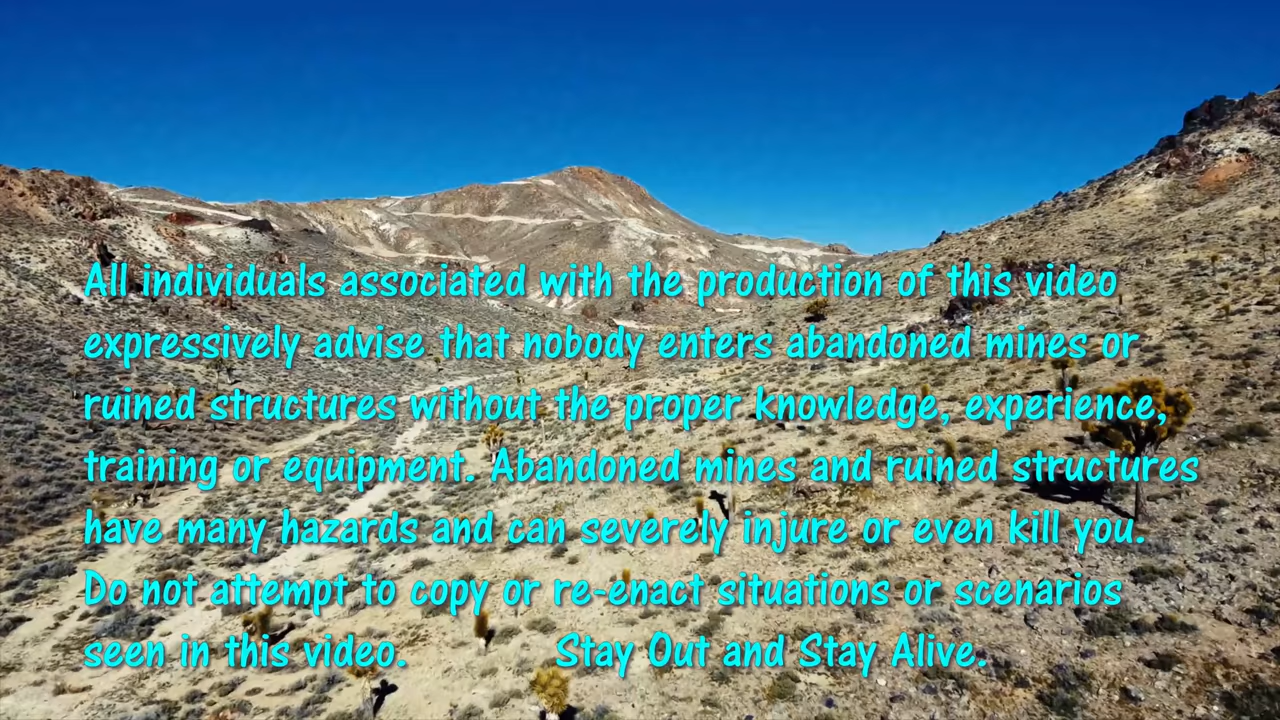 All individuals associated with the production of this video
expressively advise that nobody enters abandoned mines or
ruined structures without the proper knowledge, experience,
training or equipment. Abandoned mines and ruined structures
have many hazards and can severely injure or even kill you.
Do not attempt to copy or re-enact situations or scenarios
seen in this video. Stay Out and Stay Alive.